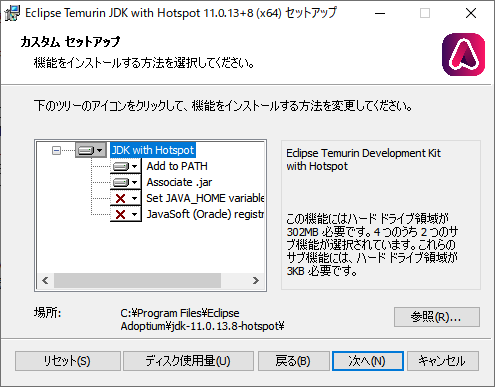 Eclipse Temurin JDK with Hotspot 11.0.13+8 (x64) セットアップ
カスタム セットアップ
機能をインストールする方法を選択してください。
下のツリーのアイコンをクリックして、機能をインストールする方法を変更してください。
JDK with Hotspot
Add to PATH
Associate .jar
Set JAVA_HOME variable
JavaSoft (Oracle) registr
Eclipse Temurin Development Kit
with Hotspot
この機能にはハード ドライブ領域が
302MB 必要です。4 つのうち 2 つのサ
ブ機能が選択されています。これらの
サブ機能には、ハード ドライブ領域が
3KB 必要です。
場所:
C:¥Program Files¥Eclipse
Adoptium¥jdk-11.0.13.8-hotspot¥
参照(R)...
リセット(S)
ディスク使用量(U)
戻る(B)
次へ(N)
キャンセル